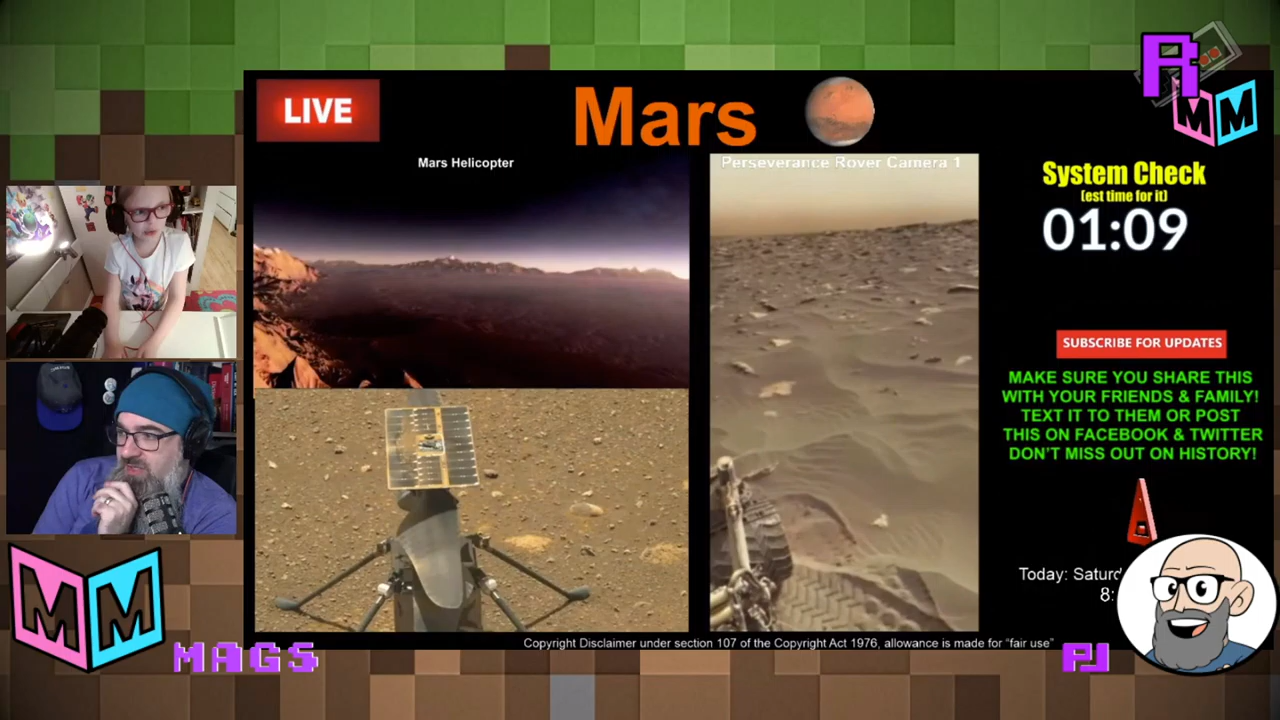 LIVE
Mars
Mars Helicopter
Perseverance Rover Camera 1
R
MM
System Check
(est time for it)
01:09
SUBSCRIBE FOR UPDATES
MAKE SURE YOU SHARE THIS
WITH YOUR FRIENDS & FAMILY!
TEXT IT TO THEM OR POST
THIS ON FACEBOOK & TWITTER
DON'T MISS OUT ON HISTORY!
Today: Saturd
8:
Copyright Disclaimer under section 107 of the Copyright Act 1976, allowance is made for "fair use"
MM
MAGS
PJ